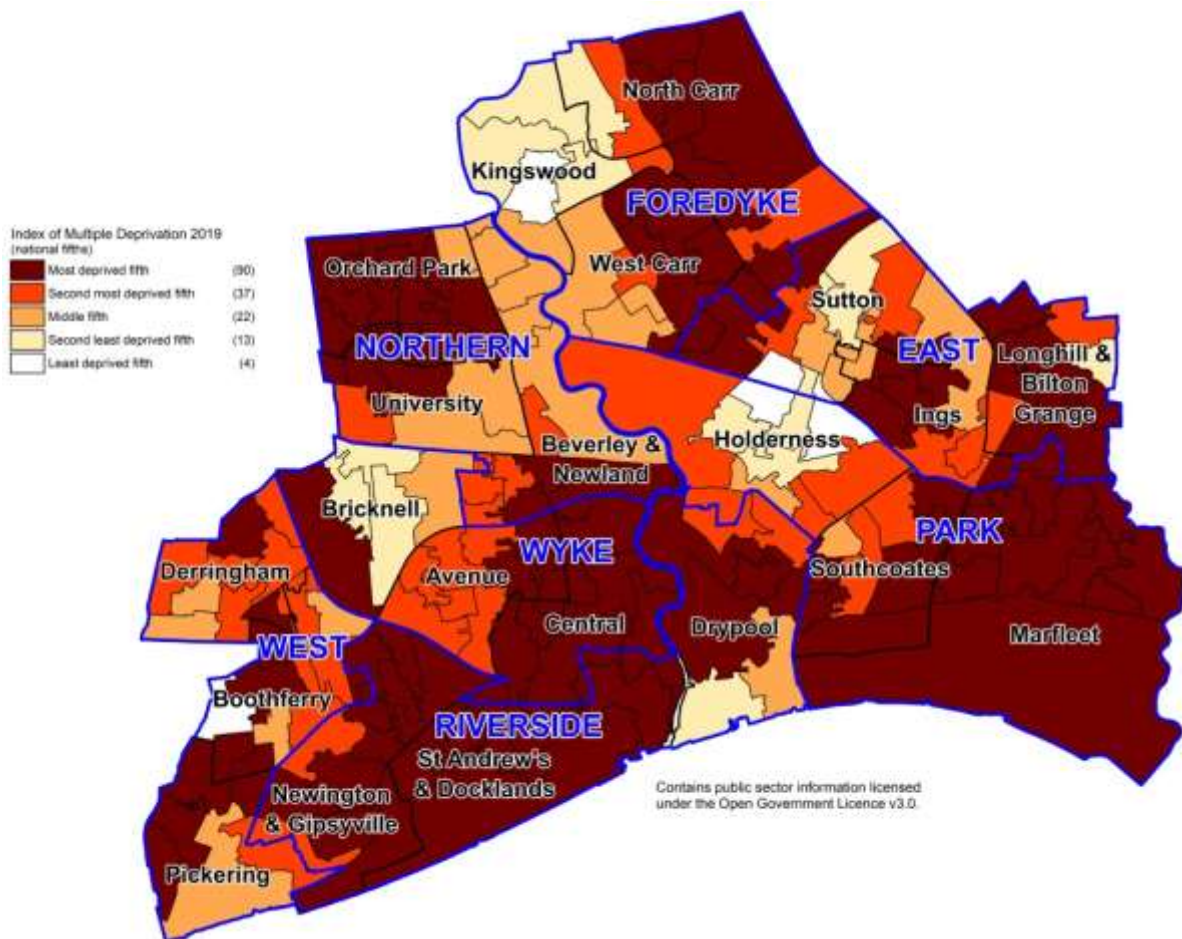 North Carr
Kingswood
FOREDYKE
Index of Multiple Deprivation 2019
(national fifths)
Most deprived fifth (90)
Second most deprived fifth (37)
Middle fifth (22)
Second least deprived fifth (13)
Least deprived fifth (4)
Orchard Park
West Carr
Sutton
NORTHERN
EAST
Longhill &
Bilton
Grange
University
Ings
Beverley &
Newland
Holderness
Bricknell
WYKE
PARK
Derringham
Avenue
Southcoates
Central
Drypool
Marfleet
WEST
Boothferry
RIVERSIDE
St Andrew's
& Docklands
Newington
& Gipsyville
Pickering
Contains public sector information licensed
under the Open Government Licence v3.0.